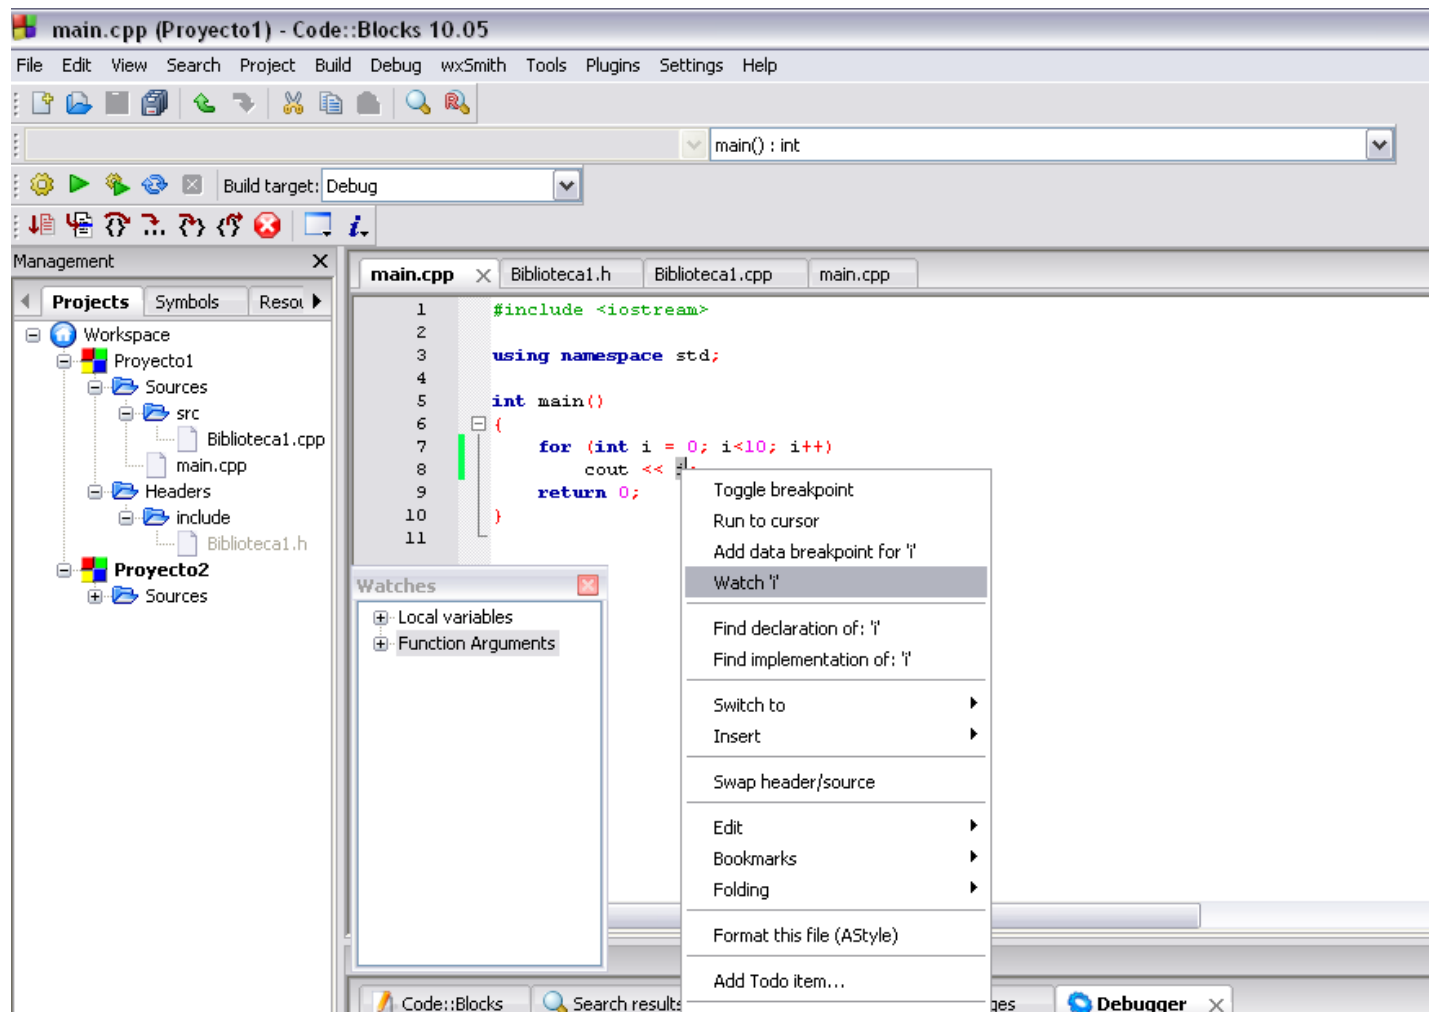 main.cpp (Proyecto1) - Code::Blocks 10.05
File Edit View Search Project Build Debug wxSmith Tools Plugins Settings Help
main() : int
Build target: Debug
Management
Projects Symbols
main.cpp Biblioteca1.h Biblioteca1.cpp main.cpp
Workspace
Proyecto1
Sources
src
Biblioteca1.cpp
main.cpp
Headers
include
Biblioteca1.h
Proyecto2
Sources
1 #include <iostream>
2
3 using namespace std;
4
5 int main()
6 {
7 for (int i = 0; i<10; i++)
8 cout << i;
9 return 0;
10 }
11
Watches
Local variables
Function Arguments
Toggle breakpoint
Run to cursor
Add data breakpoint for 'i'
Watch 'i'
Find declaration of: 'i'
Find implementation of: 'i'
Switch to
Insert
Swap header/source
Edit
Bookmarks
Folding
Format this file (AStyle)
Add Todo item...
Code::Blocks Search results Debugger